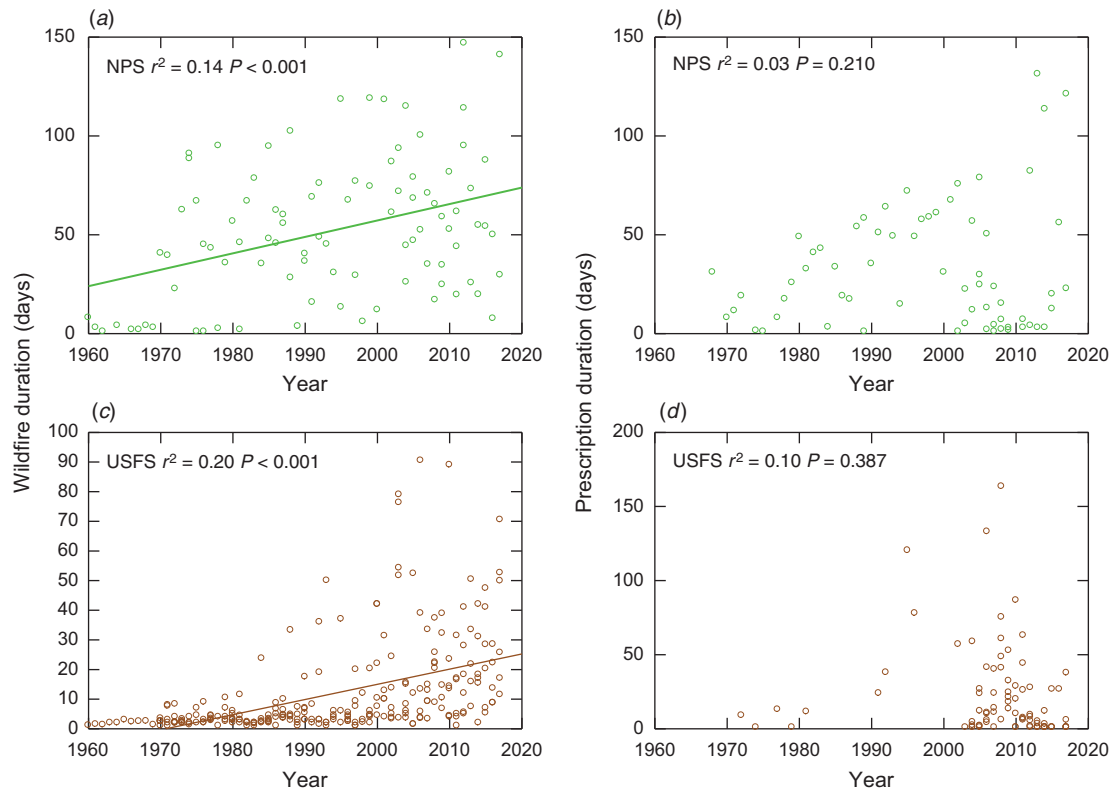 (a)
150
100
50
0
NPS r² = 0.14 P < 0.001
1960 1970 1980 1990 2000 2010 2020
Year
(b)
150
100
50
0
NPS r² = 0.03 P = 0.210
1960 1970 1980 1990 2000 2010 2020
Year
Wildfire duration (days)
Prescription duration (days)
(c)
100
90
80
70
60
50
40
30
20
10
0
USFS r² = 0.20 P < 0.001
1960 1970 1980 1990 2000 2010 2020
Year
(d)
200
150
100
50
0
USFS r² = 0.10 P = 0.387
1960 1970 1980 1990 2000 2010 2020
Year